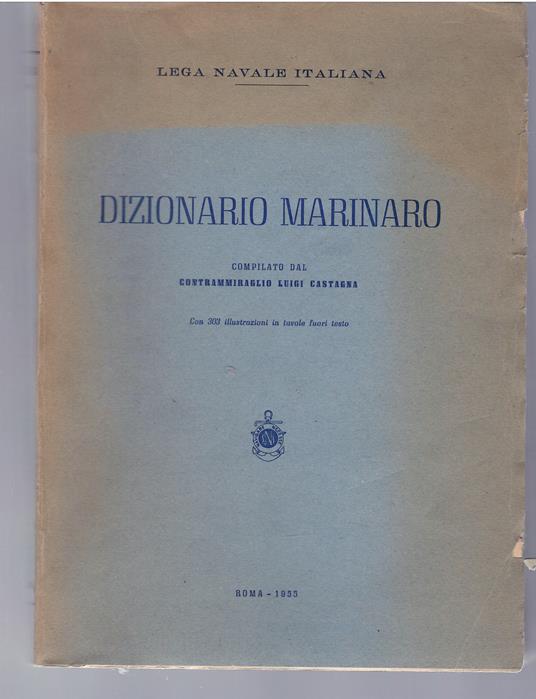 LEGA NAVALE ITALIANA
DIZIONARIO MARINARO
COMPILATO DAL
CONTRAMMIRAGLIO LUIGI CASTAGNA
Con 303 illustrazioni in tavole fuori testo
ROMA - 1955